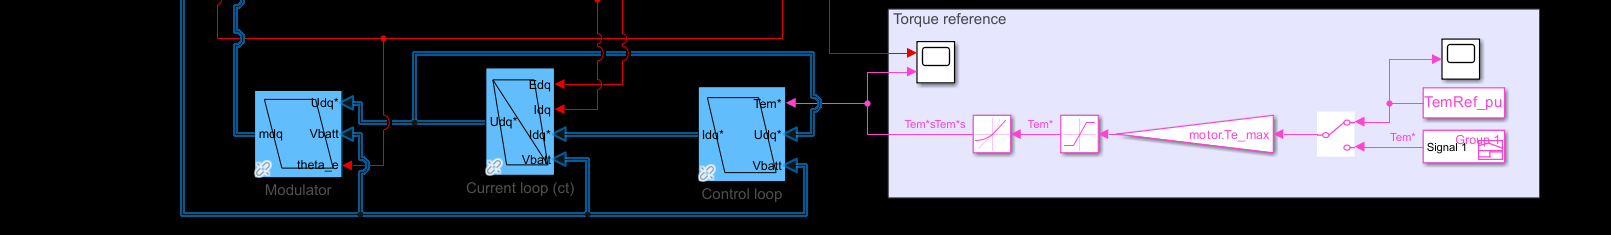 Torque reference
Udq*
mdq
Vbatt
theta_e
Modulator
Edq
Idq
Udq*
Idq*
Vbatt
Current loop (ct)
Tem*
Idq*
Udq*
Vbatt
Control loop
Tem*sTem*s
Tem*
motor.Te_max
TemRef_pu
Tem*
Group 1
Signal 1